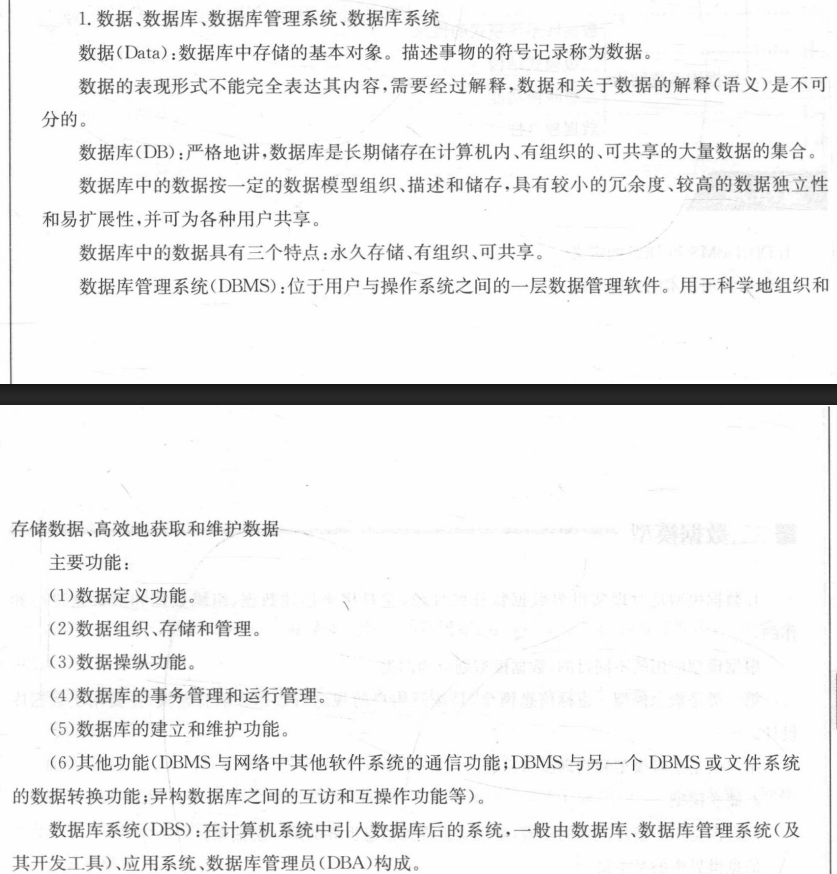 1. 数据、数据库、数据库管理系统、数据库系统
数据(Data):数据库中存储的基本对象。描述事物的符号记录称为数据。
数据的表现形式不能完全表达其内容,需要经过解释,数据和关于数据的解释(语义)是不可
分的。
数据库(DB):严格地讲,数据库是长期储存在计算机内、有组织的、可共享的大量数据的集合。
数据库中的数据按一定的数据模型组织、描述和储存,具有较小的冗余度、较高的数据独立性
和易扩展性,并可为各种用户共享。
数据库中的数据具有三个特点:永久存储、有组织、可共享。
数据库管理系统(DBMS):位于用户与操作系统之间的一层数据管理软件。用于科学地组织和
存储数据、高效地获取和维护数据
主要功能:
(1)数据定义功能。
(2)数据组织、存储和管理。
(3)数据操纵功能。
(4)数据库的事务管理和运行管理。
(5)数据库的建立和维护功能。
(6)其他功能(DBMS与网络中其他软件系统的通信功能;DBMS与另一个DBMS或文件系统
的数据转换功能;异构数据库之间的互访和互操作功能等)。
数据库系统(DBS):在计算机系统中引入数据库后的系统,一般由数据库、数据库管理系统(及
其开发工具)、应用系统、数据库管理员(DBA)构成。